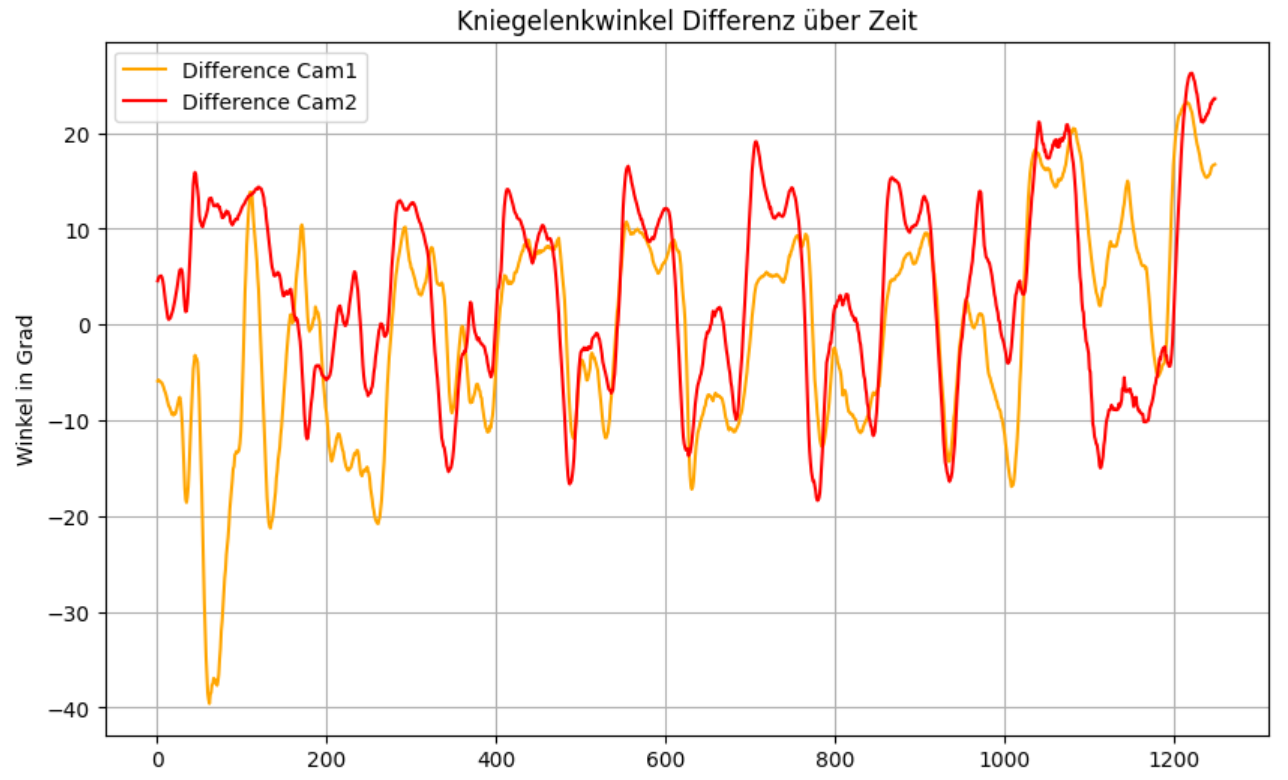 Kniegelenkwinkel Differenz über Zeit
Difference Cam1
Difference Cam2
Winkel in Grad
20
10
0
−10
−20
−30
−40
0 200 400 600 800 1000 1200